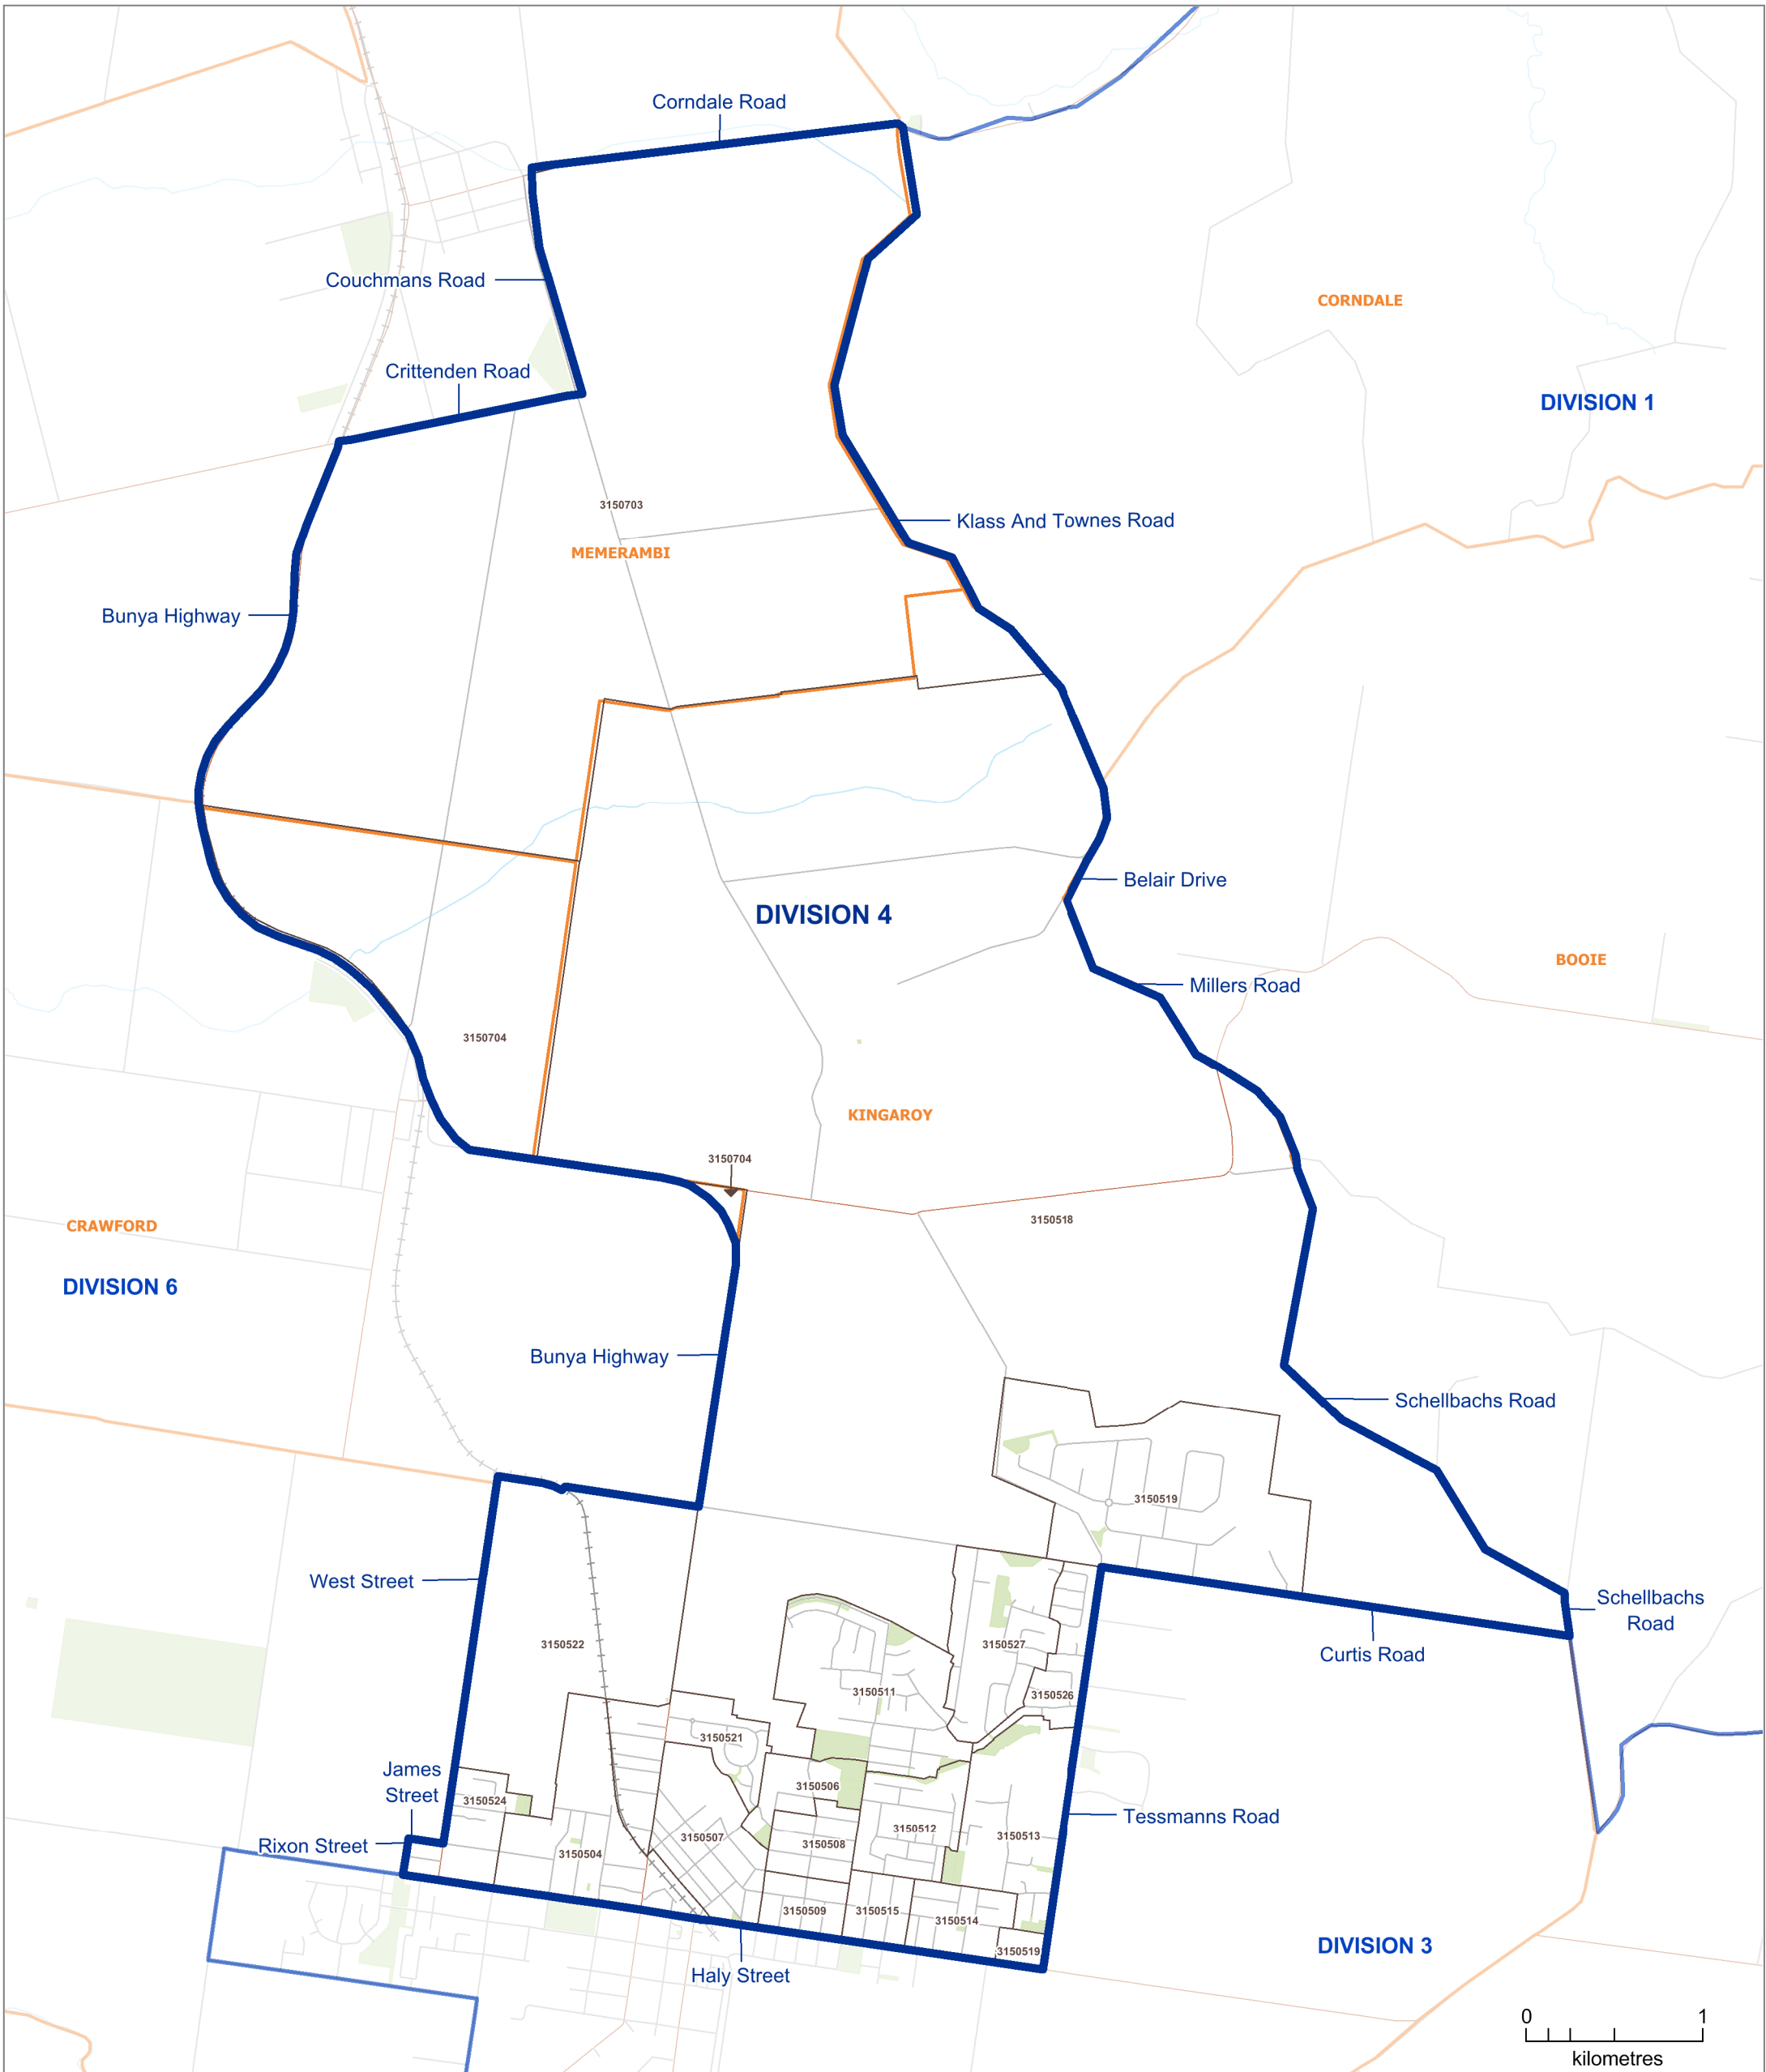 Corndale Road
Couchmans Road
CORNDALE
Crittenden Road
DIVISION 1
3150703
Klass And Townes Road
MEMERAMBI
Bunya Highway
Belair Drive
DIVISION 4
BOOIE
Millers Road
3150704
KINGAROY
3150704
3150518
CRAWFORD
DIVISION 6
Bunya Highway
Schellbachs Road
3150519
West Street
Schellbachs
Road
3150522
3150527
Curtis Road
3150511
3150526
3150521
James
Street
3150506
3150524
Tessmanns Road
3150512
3150513
3150507
3150508
Rixon Street
3150504
3150509
3150515
3150514
DIVISION 3
3150519
Haly Street
0 1
kilometres